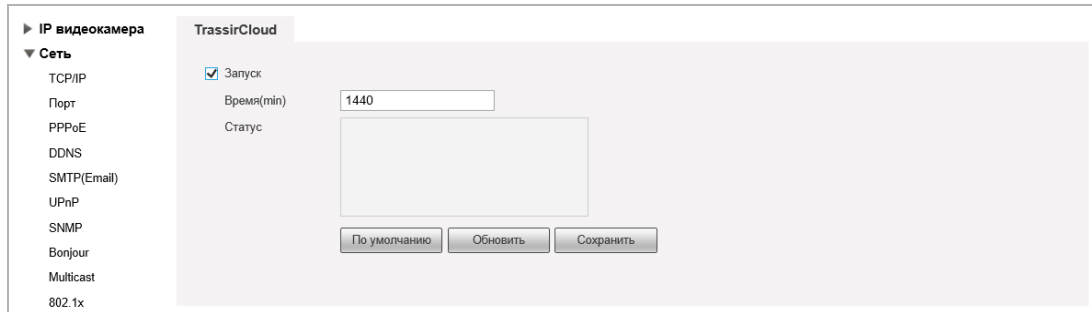 IP видеокамера
Сеть
TCP/IP
Порт
PPPoE
DDNS
SMTP(Email)
UPnP
SNMP
Bonjour
Multicast
802.1x
TrassirCloud
Запуск
Время(min) 1440
Статус
По умолчанию Обновить Сохранить